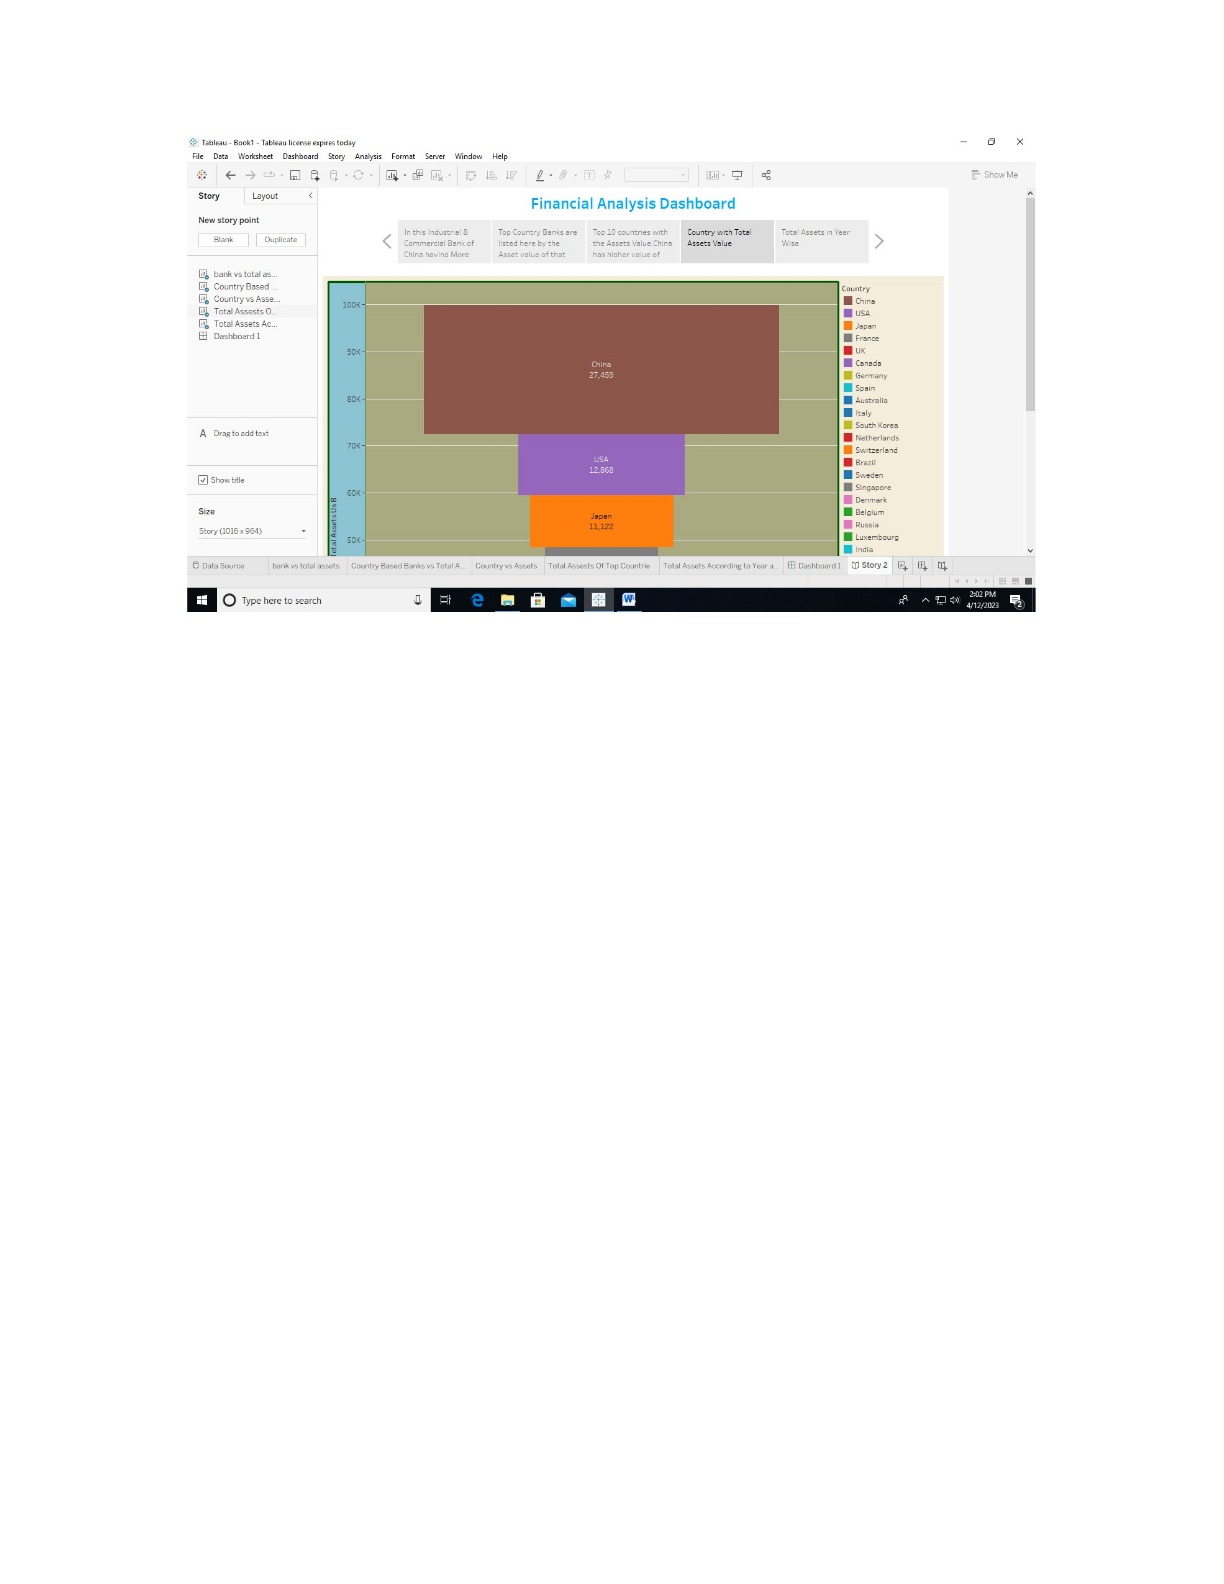 Tableau - Book1 - Tableau license expires today
File Data Worksheet Dashboard Story Analysis Format Server Window Help
Show Me
Story Layout
New story point
Blank Duplicate
bank vs total as...
Country Based ...
Country vs Asse...
Total Assests O...
Total Assets Ac...
Dashboard 1
A Drag to add text
Show title
Size
Story (1016 x 964)
Financial Analysis Dashboard
In this Industrial &
Commercial Bank of
China having More
Top Country Banks are
listed here by the
Asset value of that
Top 10 countries with
the Assets Value.China
has higher value of
Country with Total
Assets Value
Total Assets in Year
Wise
100K
90K
80K
70K
60K
50K
Total Assets Us B
China
27,459
USA
12,868
Japan
11,122
Country
China
USA
Japan
France
UK
Canada
Germany
Spain
Australia
Italy
South Korea
Netherlands
Switzerland
Brazil
Sweden
Singapore
Denmark
Belgium
Russia
Luxembourg
India
Data Source bank vs total assets Country Based Banks vs Total A... Country vs Assets Total Assests Of Top Countrie Total Assets According to Year a... Dashboard 1 Story 2
Type here to search
2:02 PM
4/12/2023
2